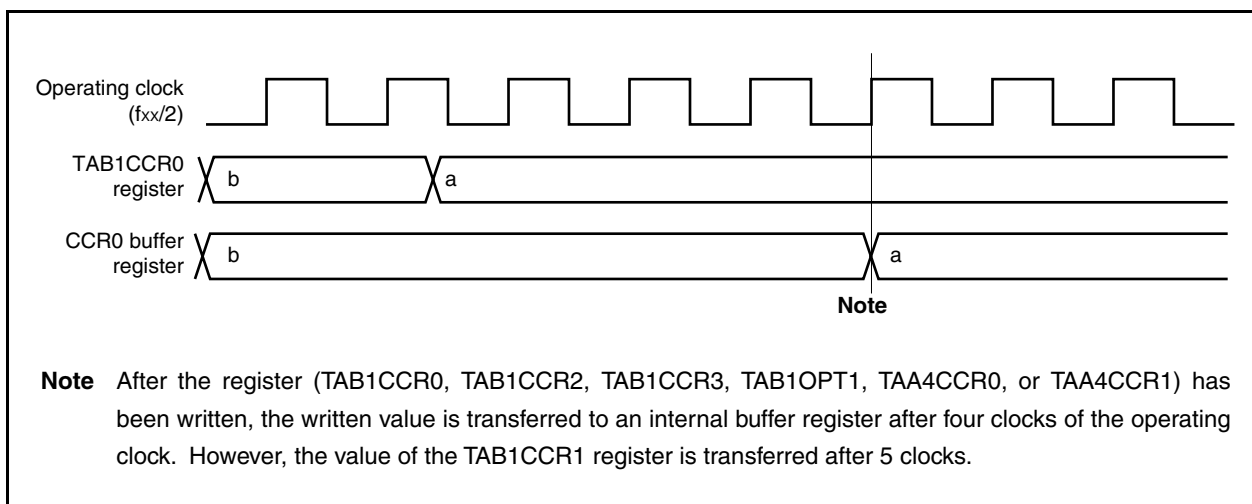 Operating clock
(fxx/2)
TAB1CCR0
register
b
a
CCR0 buffer
register
b
a
Note
Note After the register (TAB1CCR0, TAB1CCR2, TAB1CCR3, TAB1OPT1, TAA4CCR0, or TAA4CCR1) has
been written, the written value is transferred to an internal buffer register after four clocks of the operating
clock. However, the value of the TAB1CCR1 register is transferred after 5 clocks.